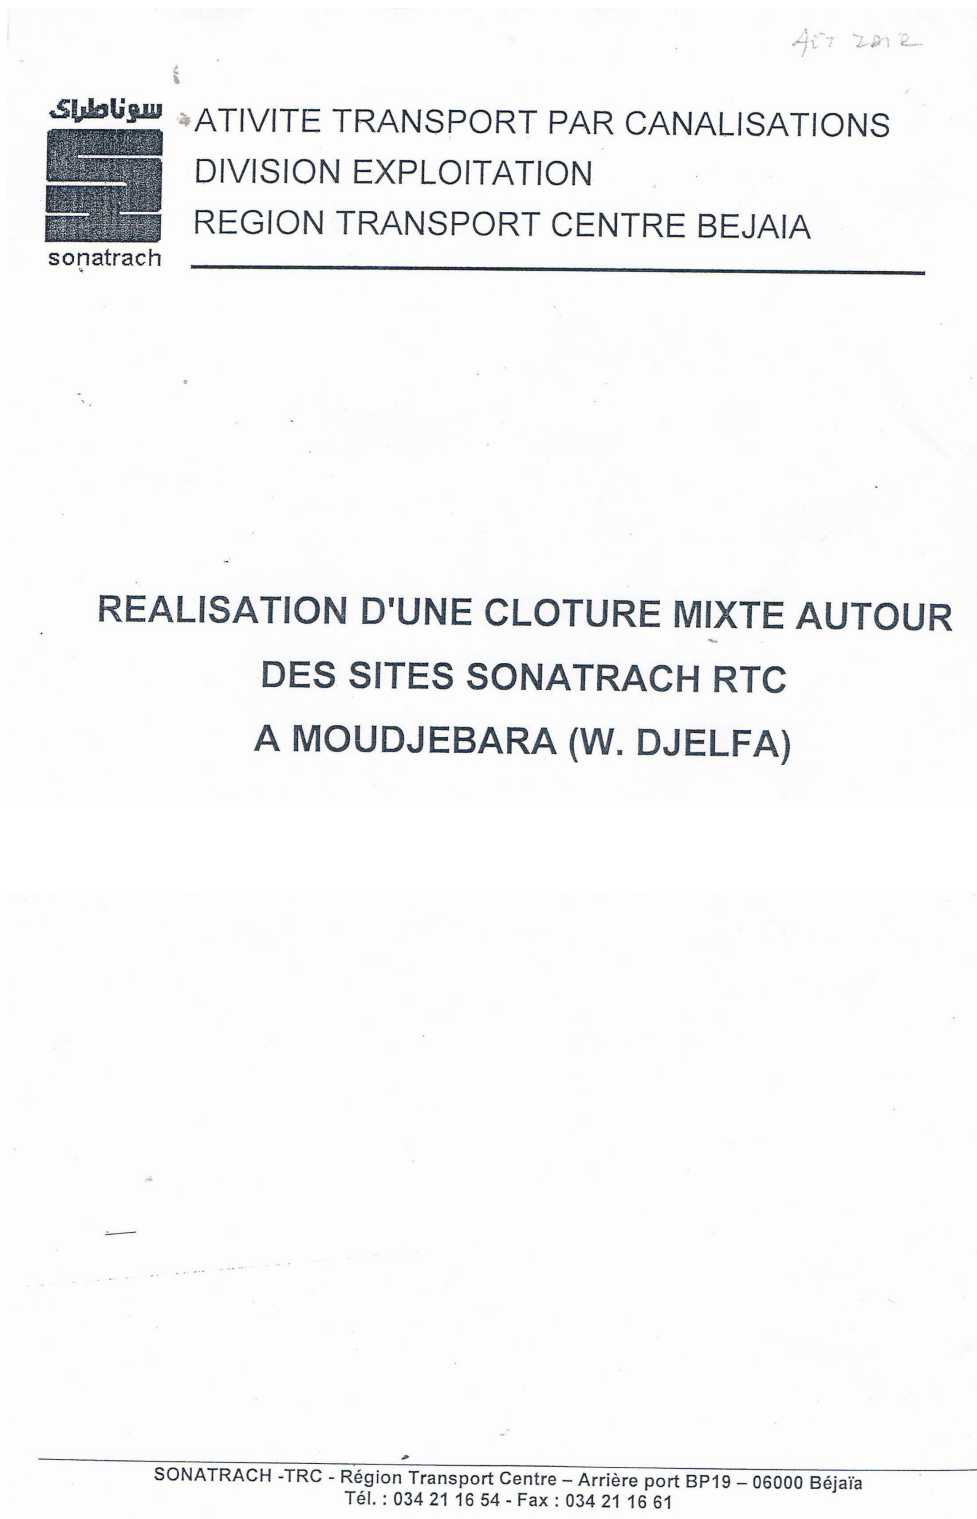 سوناطراك
ATIVITE TRANSPORT PAR CANALISATIONS
DIVISION EXPLOITATION
REGION TRANSPORT CENTRE BEJAIA
sonatrach
REALISATION D'UNE CLOTURE MIXTE AUTOUR
DES SITES SONATRACH RTC
A MOUDJEBARA (W. DJELFA)
SONATRACH -TRC - Région Transport Centre – Arrière port BP19 – 06000 Béjaïa
Tél. : 034 21 16 54 - Fax : 034 21 16 61